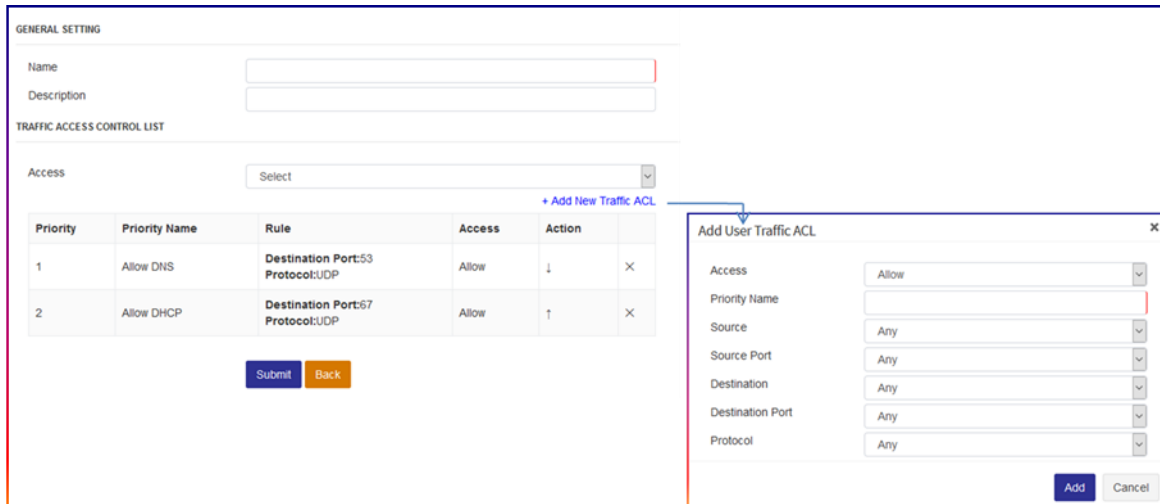 GENERAL SETTING
Name
Description
TRAFFIC ACCESS CONTROL LIST
Access Select
+ Add New Traffic ACL
Priority Priority Name Rule Access Action
1 Allow DNS Destination Port:53 Allow ↓ ×
Protocol:UDP
2 Allow DHCP Destination Port:67 Allow ↑ ×
Protocol:UDP
Submit Back
Add User Traffic ACL ×
Access Allow
Priority Name
Source Any
Source Port Any
Destination Any
Destination Port Any
Protocol Any
Add Cancel